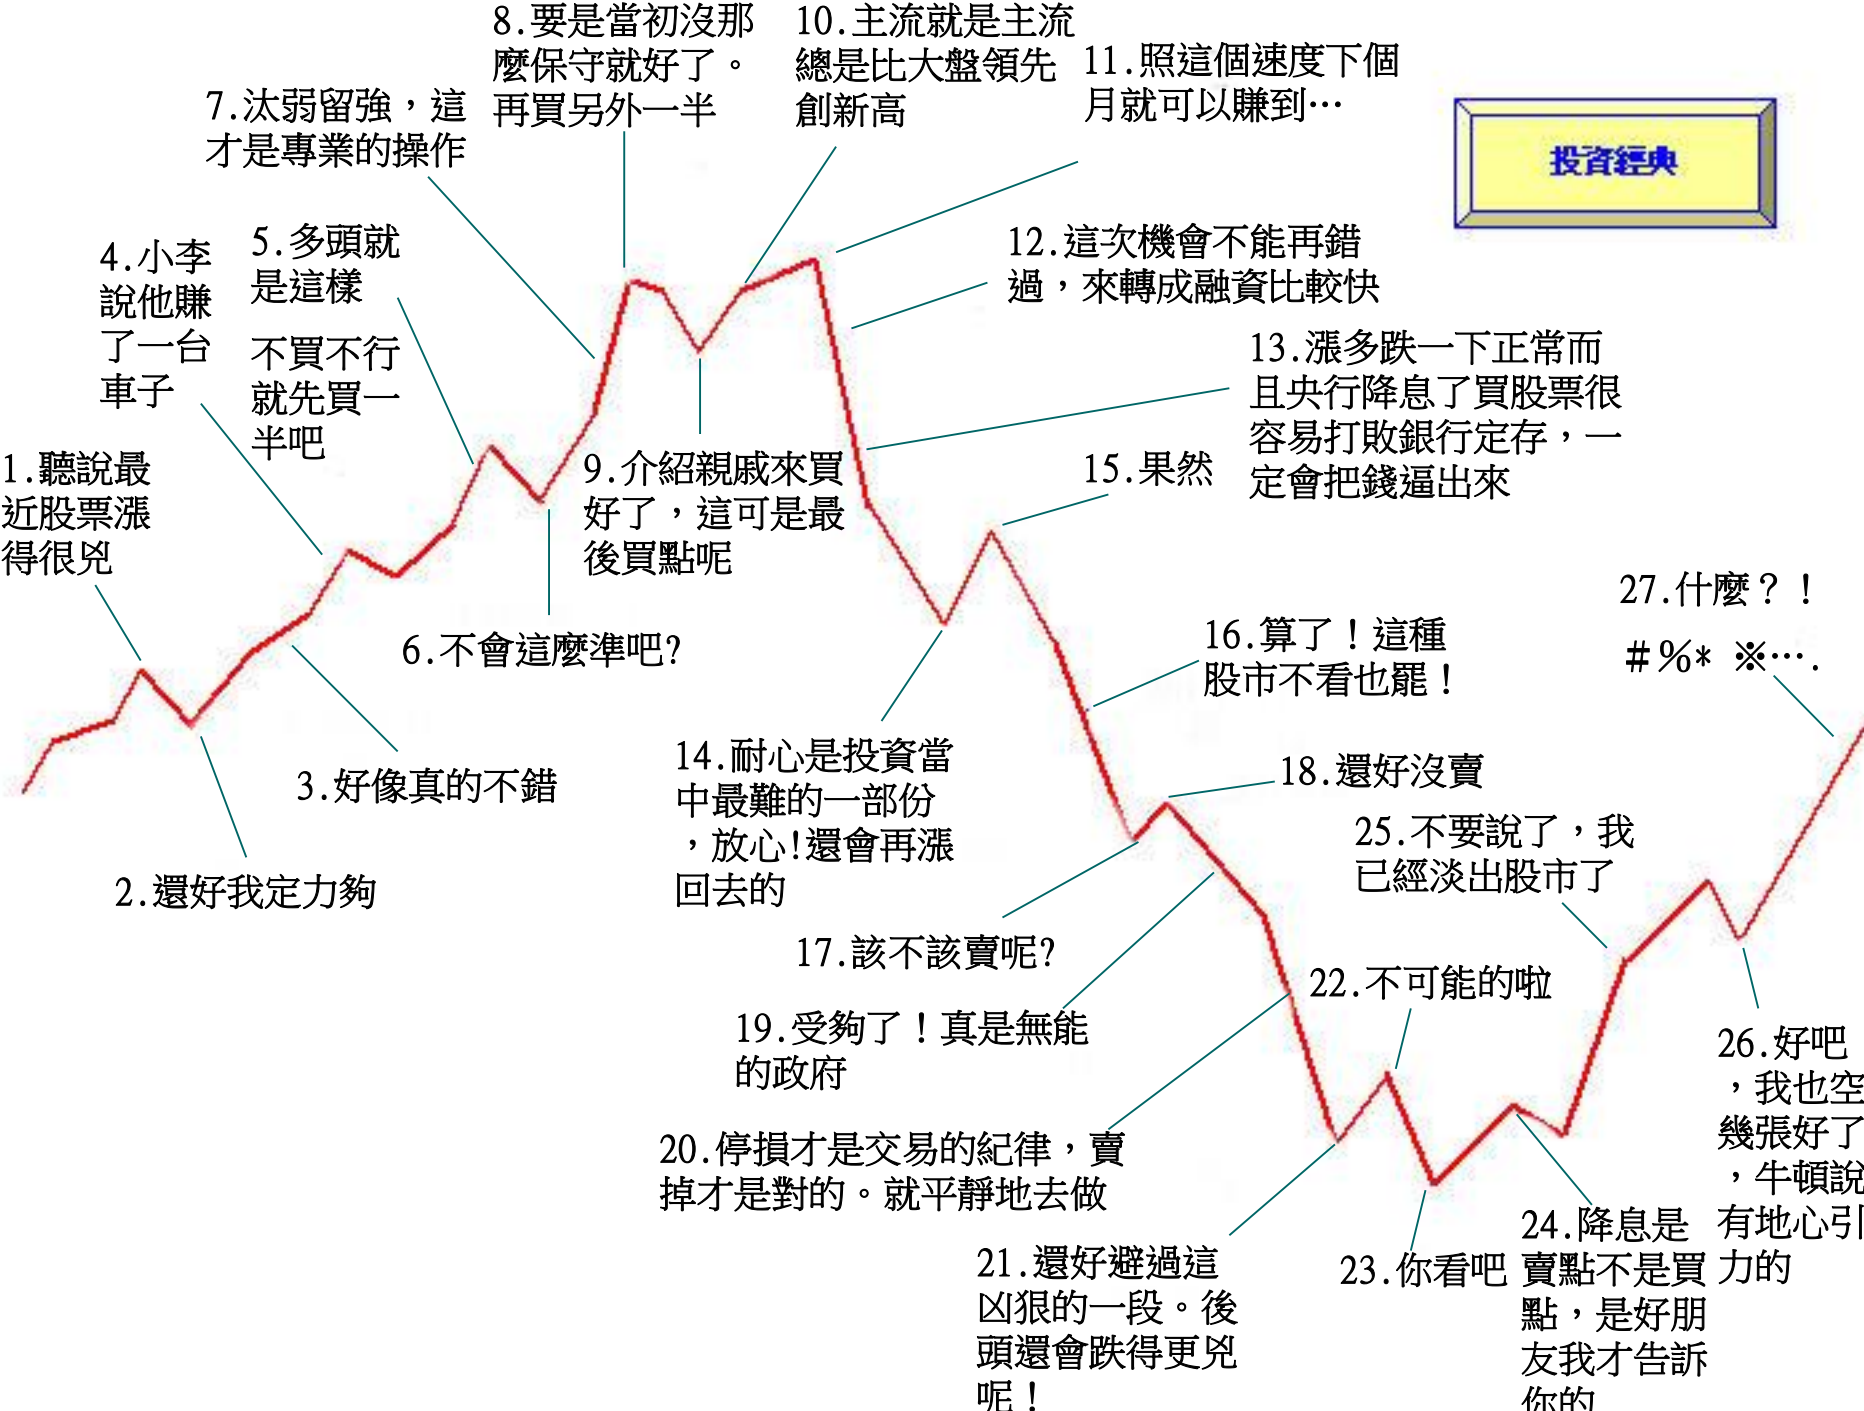 1.聽說最
近股票漲
得很兇
2.還好我定力夠
3.好像真的不錯
4.小李
說他賺
了一台
車子
5.多頭就
是這樣
不買不行
就先買一
半吧
6.不會這麼準吧?
7.汰弱留強，這
才是專業的操作
8.要是當初沒那
麼保守就好了。
再買另外一半
9.介紹親戚來買
好了，這可是最
後買點呢
10.主流就是主流
總是比大盤領先
創新高
11.照這個速度下個
月就可以賺到…
投資經典
12.這次機會不能再錯
過，來轉成融資比較快
13.漲多跌一下正常而
且央行降息了買股票很
容易打敗銀行定存，一
定會把錢逼出來
14.耐心是投資當
中最難的一部份
，放心!還會再漲
回去的
15.果然
16.算了！這種
股市不看也罷！
17.該不該賣呢?
18.還好沒賣
19.受夠了！真是無能
的政府
20.停損才是交易的紀律，賣
掉才是對的。就平靜地去做
21.還好避過這
凶狠的一段。後
頭還會跌得更兇
呢！
22.不可能的啦
23.你看吧
24.降息是
賣點不是買
點，是好朋
友我才告訴
你的
25.不要說了，我
已經淡出股市了
26.好吧
，我也空
幾張好了
，牛頓說
有地心引
力的
27.什麼？！
＃％* ※….